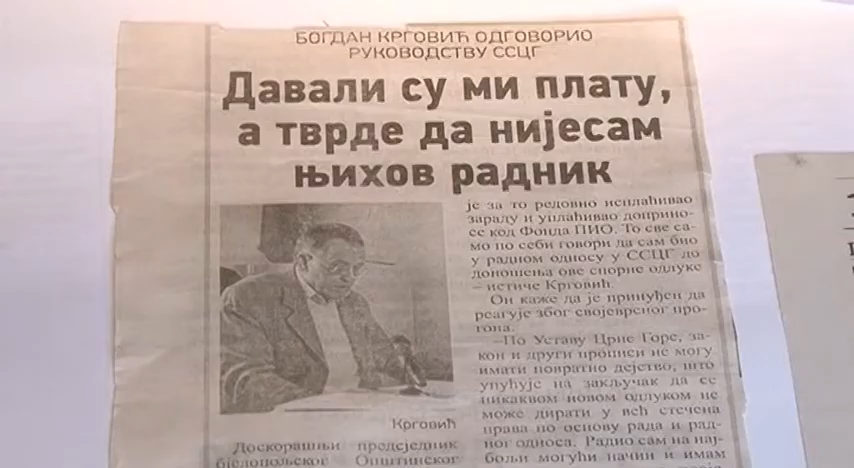 БОГДАН КРГОВИЋ ОДГОВОРИО
РУКОВОДСТВУ ССЦГ
Давали су ми плату,
а тврде да нијесам
њихов радник
је за то редовно исплаћивао
зараду и уплаћивао доприно-
се код Фонда ПИО. То све са-
мо по себи говори да сам био
у радном односу у ССЦГ до
доношења ове спорне одлуке
– истиче Крговић.
Он каже да је принуђен да
реагује због својеврсног про-
гона.
–По Уставу Црне Горе, за-
кон и други прописи не могу
имати повратно дејство, што
упућује на закључак да се
никаквом новом одлуком не
може дирати у већ стечена
права по основу рада и рад-
ног односа. Радио сам на нај-
бољи могући начин и имам
Крговић
Доскорашњи предсједник
бјелопољског Општинског